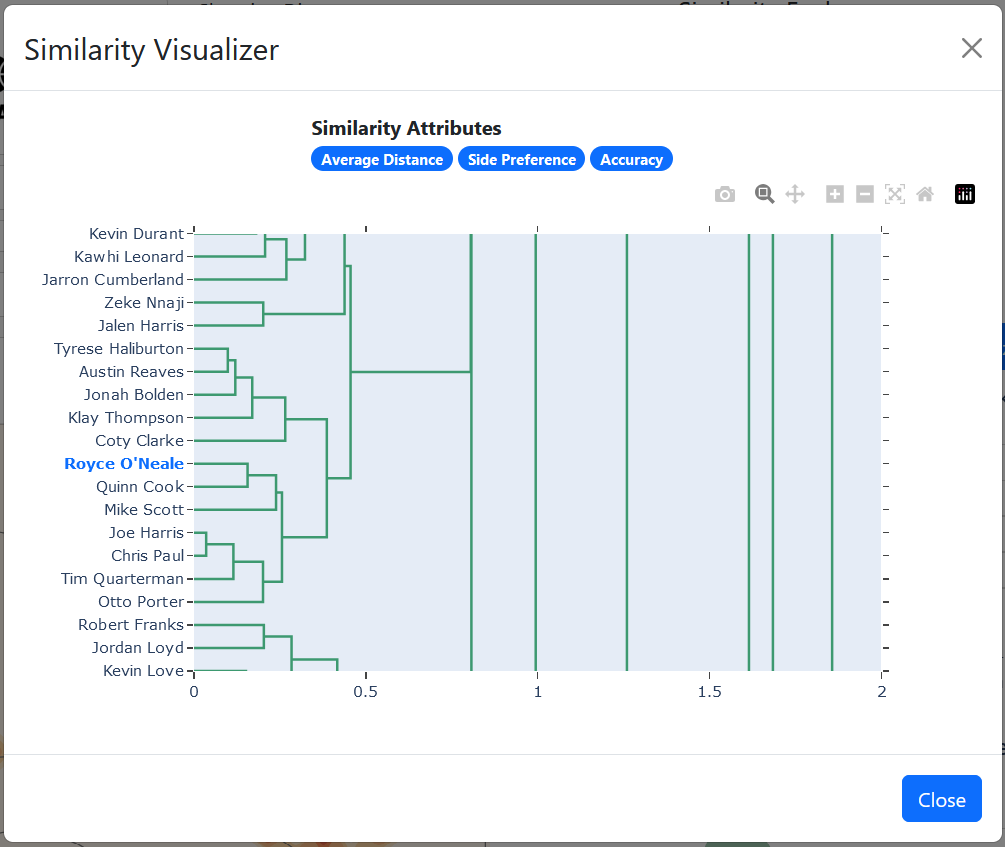 Similarity Visualizer
Similarity Attributes
Average Distance Side Preference Accuracy
Kevin Durant
Kawhi Leonard
Jarron Cumberland
Zeke Nnaji
Jalen Harris
Tyrese Haliburton
Austin Reaves
Jonah Bolden
Klay Thompson
Coty Clarke
Royce O'Neale
Quinn Cook
Mike Scott
Joe Harris
Chris Paul
Tim Quarterman
Otto Porter
Robert Franks
Jordan Loyd
Kevin Love
0 0.5 1 1.5 2
Close